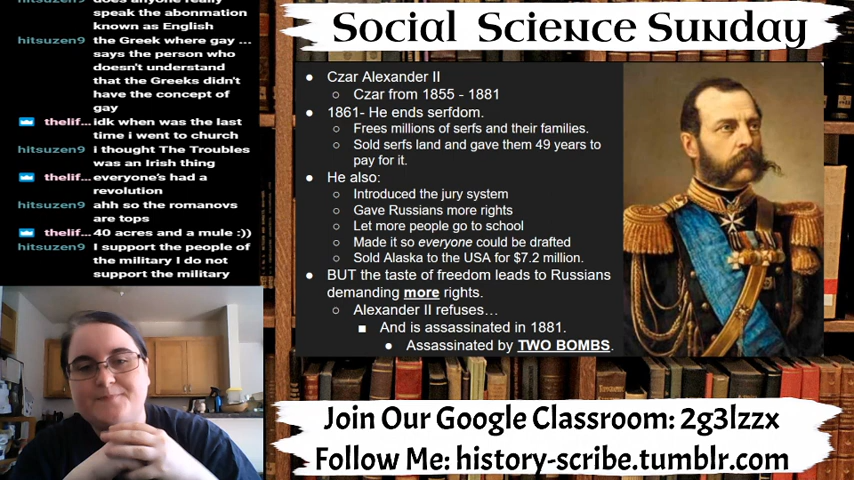 does anyone really
speak the abonmation
known as English
hitsuzen9 the Greek where gay ...
says the person who
doesn't understand
that the Greeks didn't
have the concept of
gay
thelif... idk when was the last
time i went to church
hitsuzen9 i thought The Troubles
was an Irish thing
thelif... everyone's had a
revolution
hitsuzen9 ahh so the romanovs
are tops
thelif... 40 acres and a mule :))
hitsuzen9 I support the people of
the military I do not
support the military
Social Science Sunday
● Czar Alexander II
○ Czar from 1855 - 1881
● 1861- He ends serfdom.
○ Frees millions of serfs and their families.
○ Sold serfs land and gave them 49 years to
pay for it.
● He also:
○ Introduced the jury system
○ Gave Russians more rights
○ Let more people go to school
○ Made it so everyone could be drafted
○ Sold Alaska to the USA for $7.2 million.
● BUT the taste of freedom leads to Russians
demanding more rights.
○ Alexander II refuses...
■ And is assassinated in 1881.
● Assassinated by TWO BOMBS.
Join Our Google Classroom: 2g3lzzx
Follow Me: history-scribe.tumblr.com